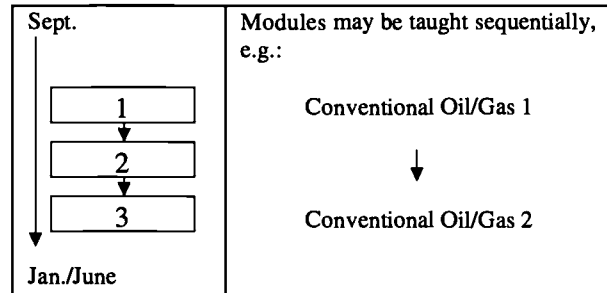 Sept.
1
2
3
Jan./June
Modules may be taught sequentially,
e.g.:
Conventional Oil/Gas 1
Conventional Oil/Gas 2